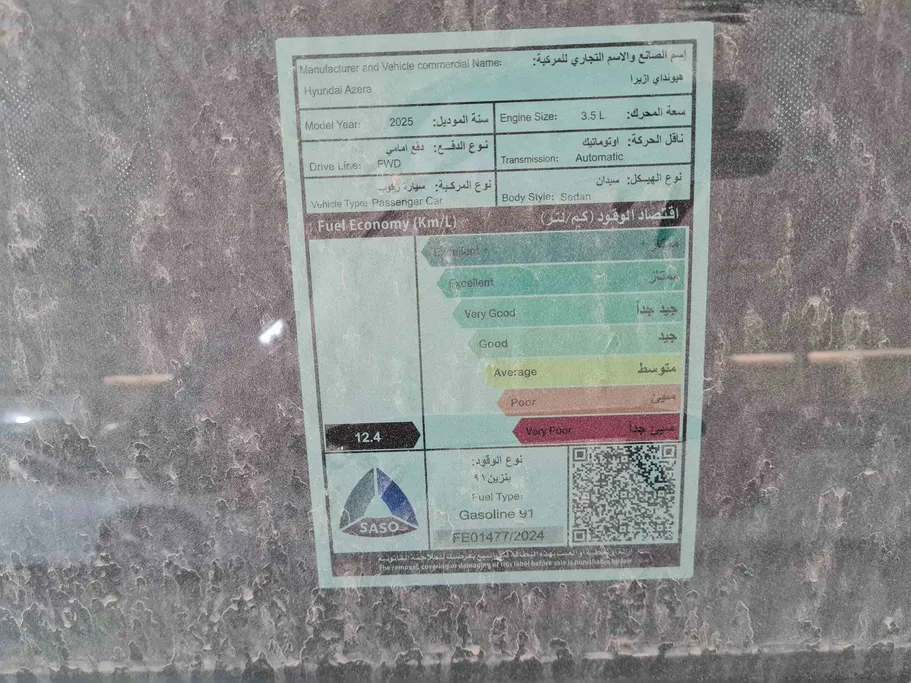 Manufacturer and Vehicle commercial Name: إسم الصانع والاسم التجاري للمركبة:
Hyundai Azera هيونداي ازيرا
Model Year: 2025 سنة الموديل:
Engine Size: 3.5 L سعة المحرك:
Drive Line: FWD نوع الدفـع: دفع امامي
Transmission: Automatic ناقل الحركة: اوتوماتيك
Vehicle Type: Passenger Car نوع المركبة: سيارة ركوب
Body Style: Sedan نوع الهيكل: سيدان
Fuel Economy (Km/L) اقتصاد الوقود (كم/لتر)
Excellent + ممتاز +
Excellent ممتاز
Very Good جيد جداً
Good جيد
Average متوسط
Poor سيئ
Very Poor سيئ جداً
12.4
نوع الوقود:
بنزين ٩١
Fuel Type:
Gasoline 91
FE01477/2024
SASO
The removal, covering or damaging of this label before sale is punishable by law